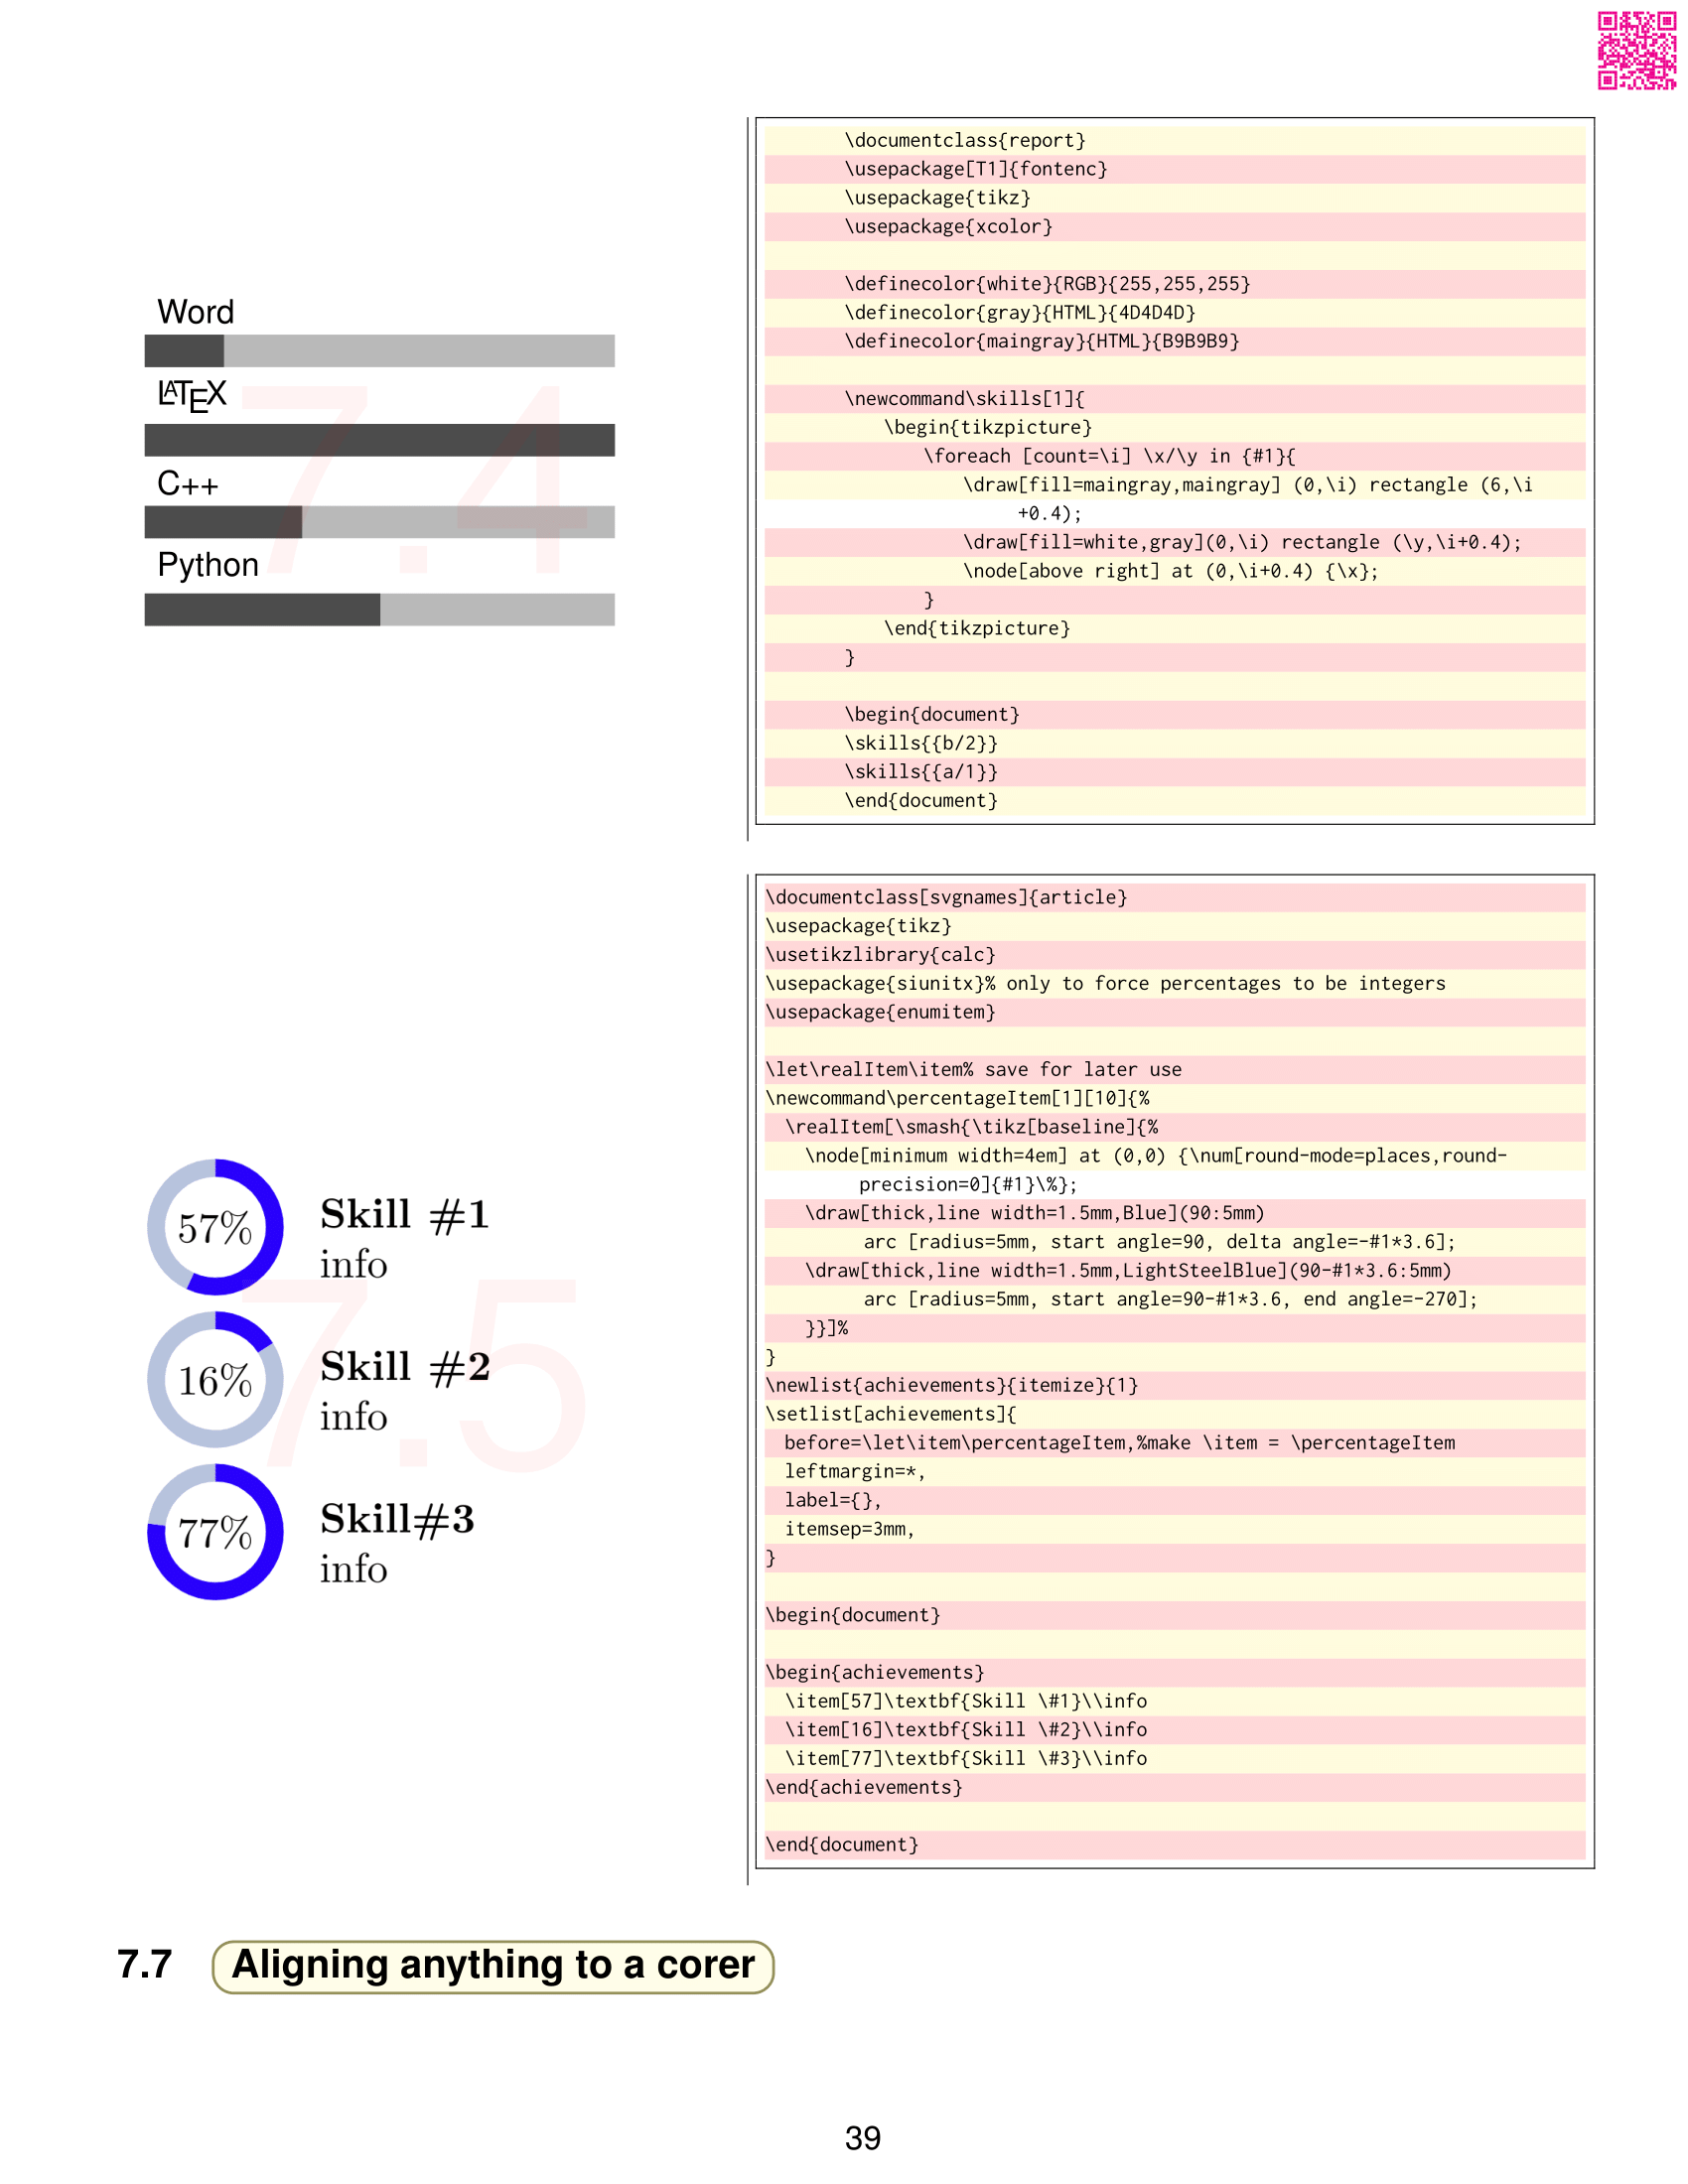 Word
LATEX
C++
Python
7.4
\documentclass{report}
\usepackage[T1]{fontenc}
\usepackage{tikz}
\usepackage{xcolor}
\definecolor{white}{RGB}{255,255,255}
\definecolor{gray}{HTML}{4D4D4D}
\definecolor{maingray}{HTML}{B9B9B9}
\newcommand\skills[1]{
\begin{tikzpicture}
\foreach [count=\i] \x/\y in {#1}{
\draw[fill=maingray,maingray] (0,\i) rectangle (6,\i
+0.4);
\draw[fill=white,gray](0,\i) rectangle (\y,\i+0.4);
\node[above right] at (0,\i+0.4) {\x};
}
\end{tikzpicture}
}
\begin{document}
\skills{{b/2}}
\skills{{a/1}}
\end{document}
57%
Skill #1
info
16%
Skill #2
info
77%
Skill#3
info
7.5
\documentclass[svgnames]{article}
\usepackage{tikz}
\usetikzlibrary{calc}
\usepackage{siunitx}% only to force percentages to be integers
\usepackage{enumitem}
\let\realItem\item% save for later use
\newcommand\percentageItem[1][10]{%
\realItem[\smash{\tikz[baseline]{%
\node[minimum width=4em] at (0,0) {\num[round-mode=places,round-
precision=0]{#1}\%};
\draw[thick,line width=1.5mm,Blue](90:5mm)
arc [radius=5mm, start angle=90, delta angle=-#1*3.6];
\draw[thick,line width=1.5mm,LightSteelBlue](90-#1*3.6:5mm)
arc [radius=5mm, start angle=90-#1*3.6, end angle=-270];
}}]%
}
\newlist{achievements}{itemize}{1}
\setlist[achievements]{
before=\let\item\percentageItem,%make \item = \percentageItem
leftmargin=*,
label={},
itemsep=3mm,
}
\begin{document}
\begin{achievements}
\item[57]\textbf{Skill \#1}\\info
\item[16]\textbf{Skill \#2}\\info
\item[77]\textbf{Skill \#3}\\info
\end{achievements}
\end{document}
7.7 Aligning anything to a corer
39